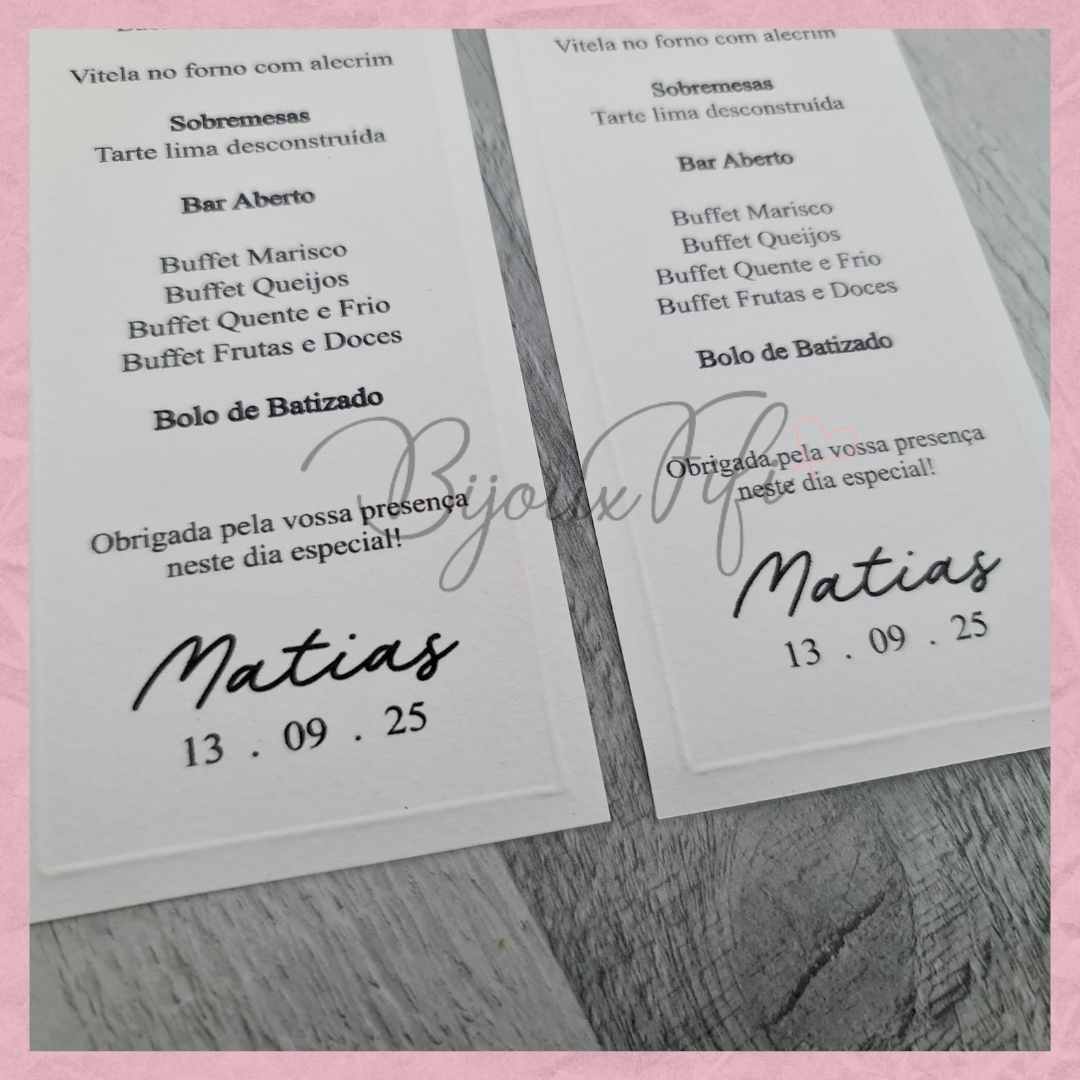 Vitela no forno com alecrim
Sobremesas
Tarte lima desconstruída
Bar Aberto
Buffet Marisco
Buffet Queijos
Buffet Quente e Frio
Buffet Frutas e Doces
Bolo de Batizado
Obrigada pela vossa presença
neste dia especial!
Matias
13 . 09 . 25
Vitela no forno com alecrim
Sobremesas
Tarte lima desconstruída
Bar Aberto
Buffet Marisco
Buffet Queijos
Buffet Quente e Frio
Buffet Frutas e Doces
Bolo de Batizado
Obrigada pela vossa presença
neste dia especial!
Matias
13 . 09 . 25
Bijoux Fifi